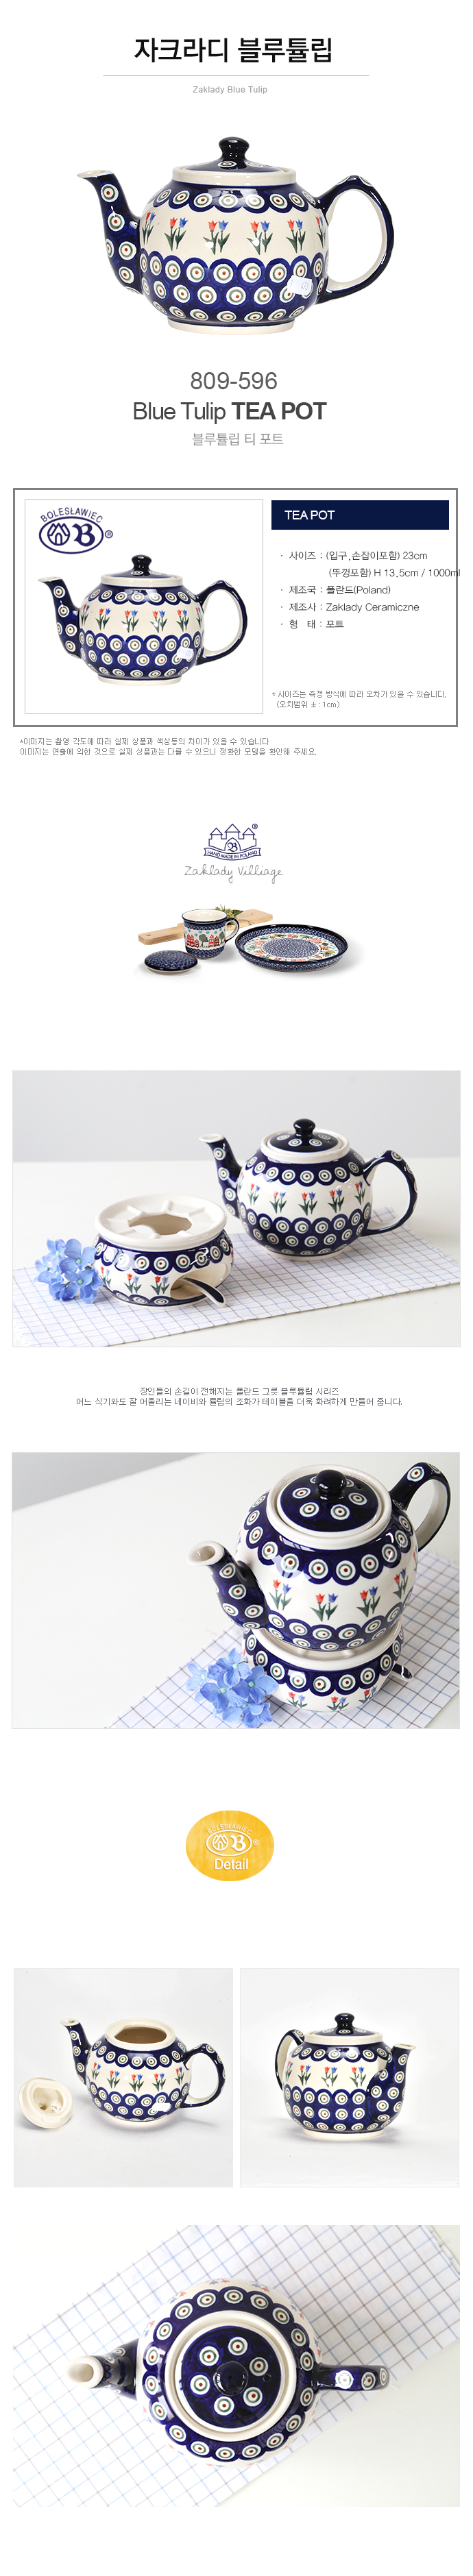 자크라디 블루튤립
Zaklady Blue Tulip
809-596
Blue Tulip TEA POT
블루튤립 티 포트
BOLESŁAWIEC
B®
TEA POT
· 사이즈 : (입구,손잡이포함) 23cm
(뚜껑포함) H 13.5cm / 1000ml
· 제조국 : 폴란드(Poland)
· 제조사 : Zaklady Ceramiczne
· 형 태 : 포트
* 사이즈는 측정 방식에 따라 오차가 있을 수 있습니다.
(오차범위 ± : 1cm)
*이미지는 촬영 각도에 따라 실제 상품과 색상등의 차이가 있을 수 있습니다
이미지는 연출에 의한 것으로 실제 상품과는 다를 수 있으니 정확한 모델을 확인해 주세요.
®
B
HAND MADE IN POLAND
Zaklady Villiage
장인들의 손길이 전해지는 폴란드 그릇 블루튤립 시리즈
어느 식기와도 잘 어울리는 네이비와 튤립의 조화가 테이블을 더욱 화려하게 만들어 줍니다.
BOLESŁAWIEC
B®
Detail